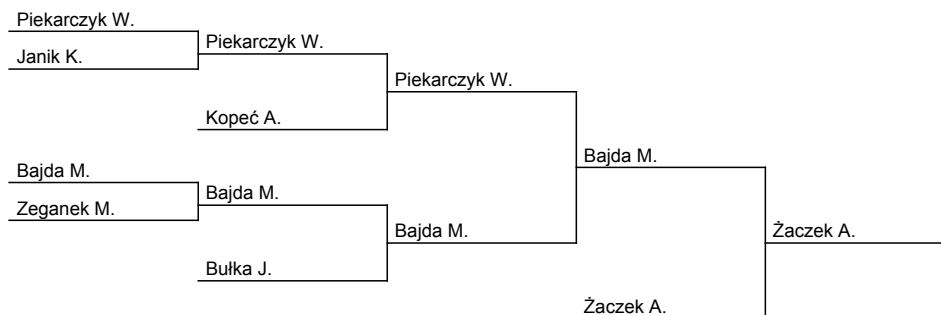 Piekarczyk W.
Janik K.
Piekarczyk W.
Piekarczyk W.
Kopeć A.
Bajda M.
Bajda M.
Zeganek M.
Bajda M.
Bajda M.
Żaczek A.
Bułka J.
Żaczek A.